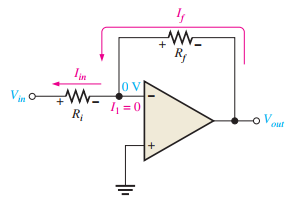 I_f
+ −
R_f
I_in
V_in
0 V
+ −
R_i
I_1 = 0
−
+
V_out